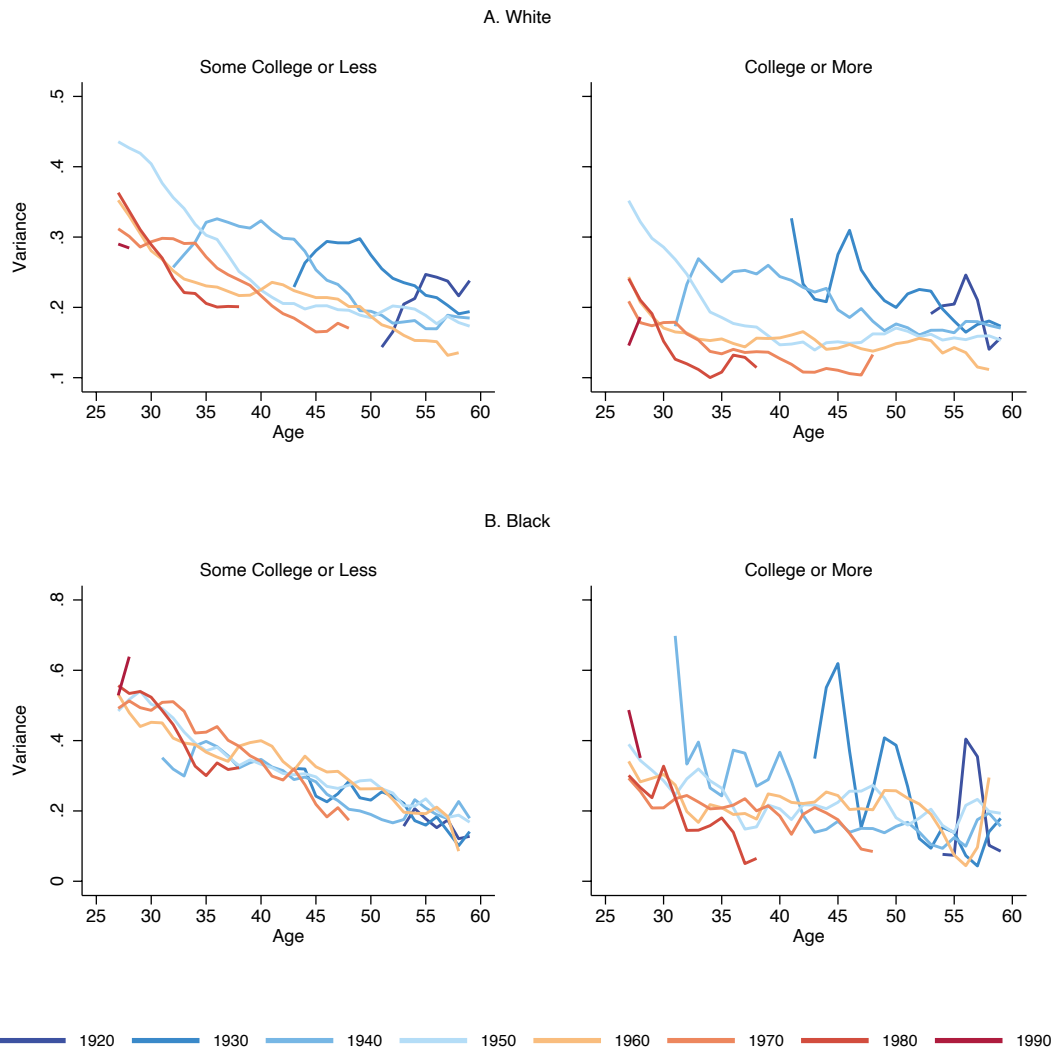 A. White
Some College or Less
College or More
Variance
.5
.4
.3
.2
.1
25 30 35 40 45 50 55 60
25 30 35 40 45 50 55 60
Age
Age
B. Black
Some College or Less
College or More
Variance
.8
.6
.4
.2
0
25 30 35 40 45 50 55 60
25 30 35 40 45 50 55 60
Age
Age
1920 1930 1940 1950 1960 1970 1980 1990